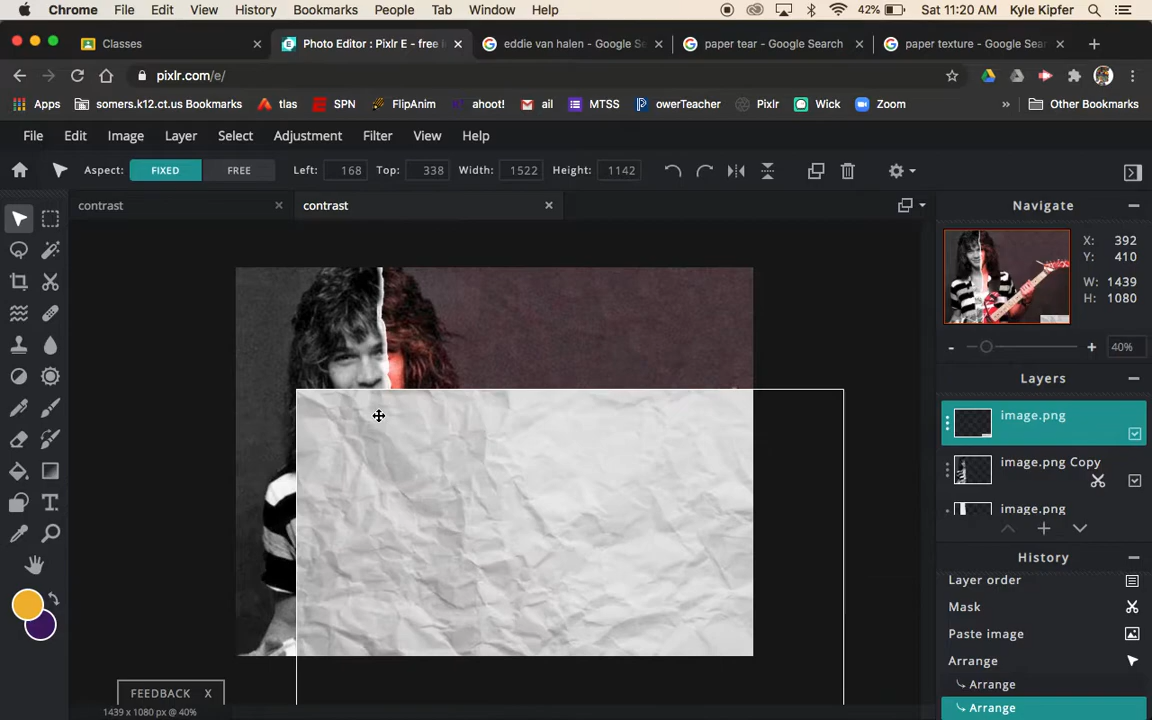 Chrome File Edit View History Bookmarks People Tab Window Help 42% Sat 11:20 AM Kyle Kipfer
Classes × Photo Editor : Pixlr E - free i × eddie van halen - Google Se × paper tear - Google Search × paper texture - Google Sea × +
pixlr.com/e/
Apps somers.k12.ct.us Bookmarks tlas SPN FlipAnim ahoot! ail MTSS owerTeacher Pixlr Wick Zoom » Other Bookmarks
File Edit Image Layer Select Adjustment Filter View Help
Aspect: FIXED FREE Left: 168 Top: 338 Width: 1522 Height: 1142
contrast × contrast × Navigate
X: 392
Y: 410
W: 1439
H: 1080
- + 40%
Layers
image.png
image.png Copy
image.png
History
Layer order
Mask
Paste image
Arrange
Arrange
Arrange
FEEDBACK X
1439 x 1080 px @ 40%